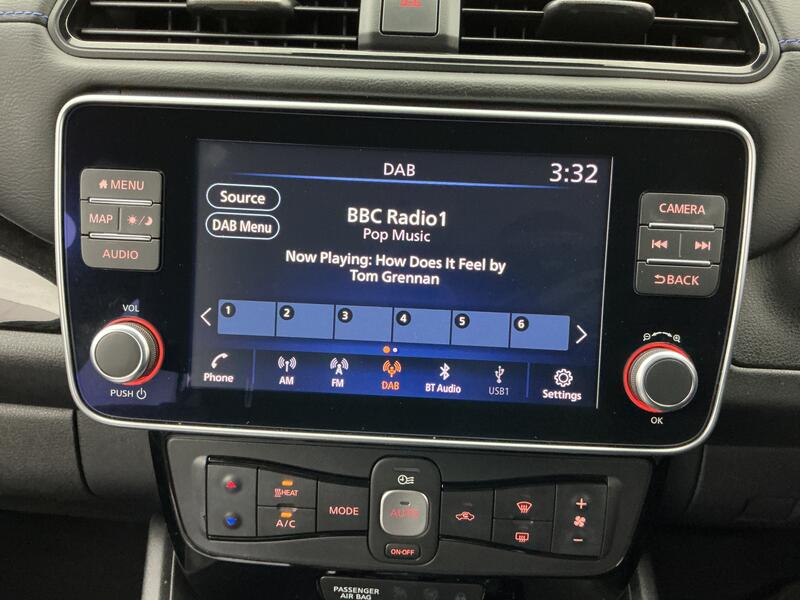 DAB
3:32
MENU
MAP
AUDIO
VOL
PUSH
Source
DAB Menu
BBC Radio1
Pop Music
Now Playing: How Does It Feel by
Tom Grennan
1 2 3 4 5 6
Phone
AM
FM
DAB
BT Audio
USB1
Settings
CAMERA
BACK
OK
HEAT
A/C
MODE
AUTO
ON·OFF
PASSENGER
AIR BAG